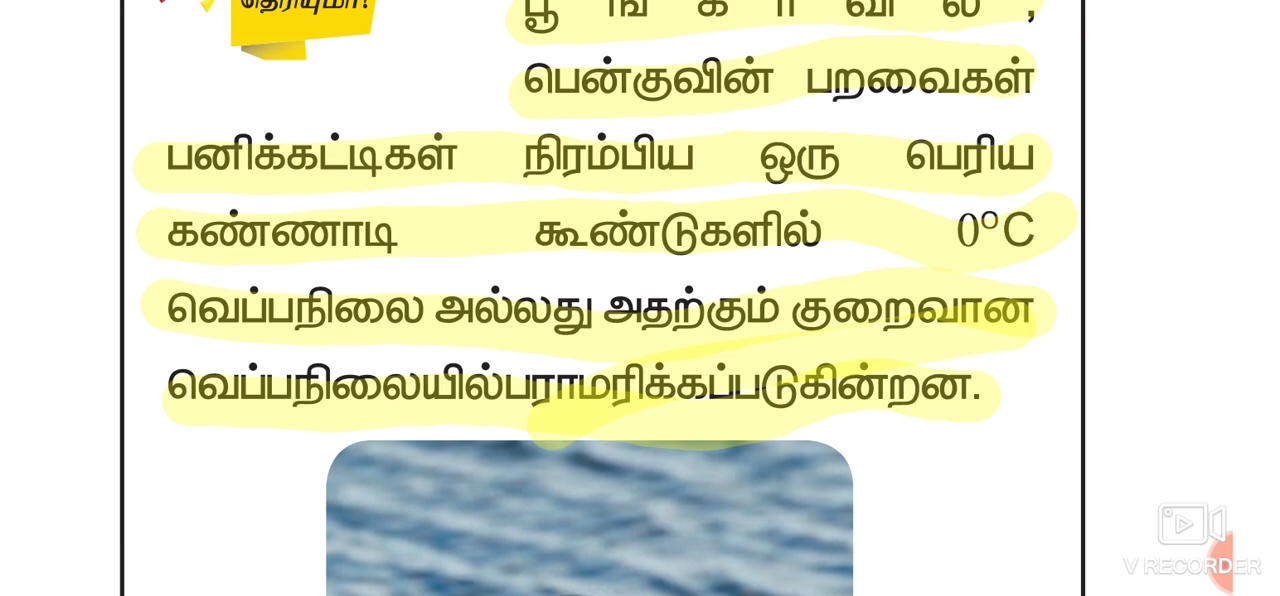 தெரியுமா?
பூங்காவில்,
பென்குவின் பறவைகள்
பனிக்கட்டிகள் நிரம்பிய ஒரு பெரிய
கண்ணாடி கூண்டுகளில் 0°C
வெப்பநிலை அல்லது அதற்கும் குறைவான
வெப்பநிலையில்பராமரிக்கப்படுகின்றன.
V RECORDER